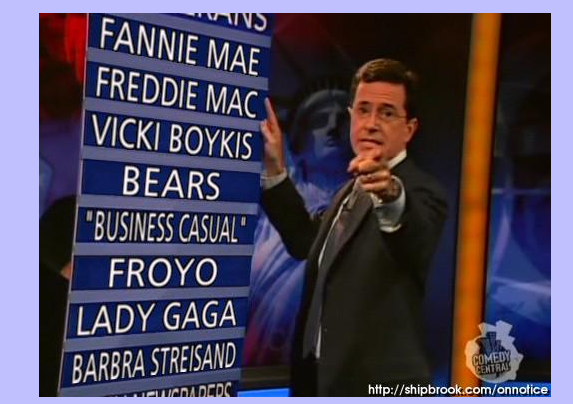 FANNIE MAE
FREDDIE MAC
VICKI BOYKIS
BEARS
"BUSINESS CASUAL"
FROYO
LADY GAGA
BARBRA STREISAND
NEWSPAPERS
COMEDY
CENTRAL
http://shipbrook.com/onnotice